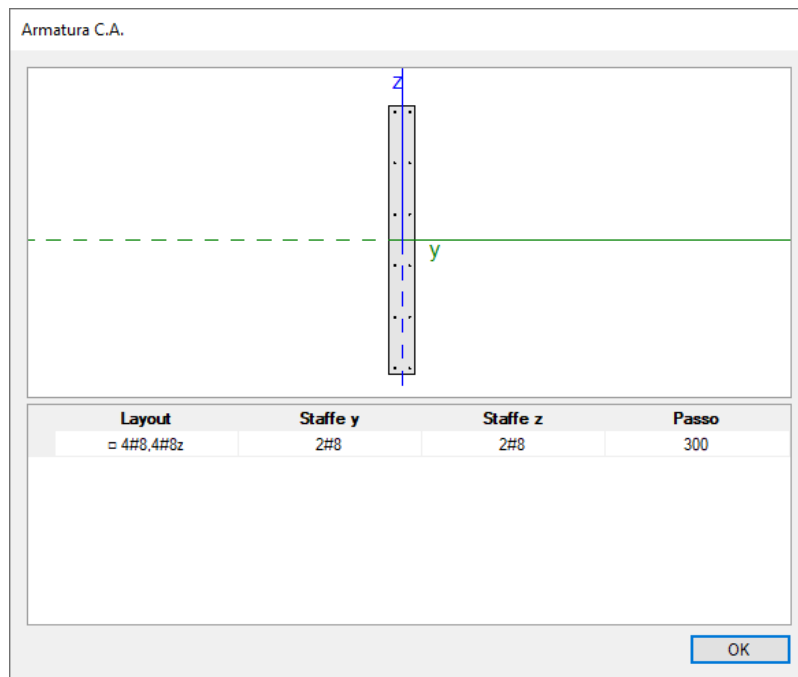 Armatura C.A.
z
y
Layout Staffe y Staffe z Passo
▫ 4#8,4#8z 2#8 2#8 300
OK